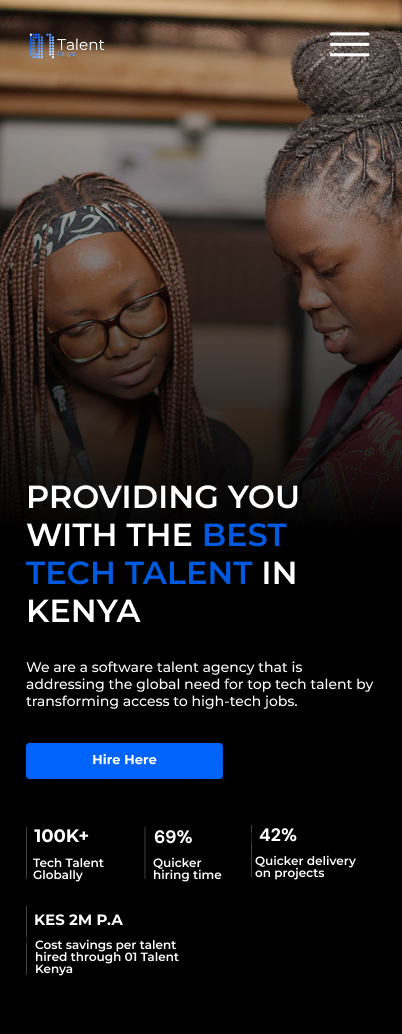 01 Talent
Kenya
PROVIDING YOU
WITH THE BEST
TECH TALENT IN
KENYA
We are a software talent agency that is
addressing the global need for top tech talent by
transforming access to high-tech jobs.
Hire Here
100K+
Tech Talent
Globally
69%
Quicker
hiring time
42%
Quicker delivery
on projects
KES 2M P.A
Cost savings per talent
hired through 01 Talent
Kenya